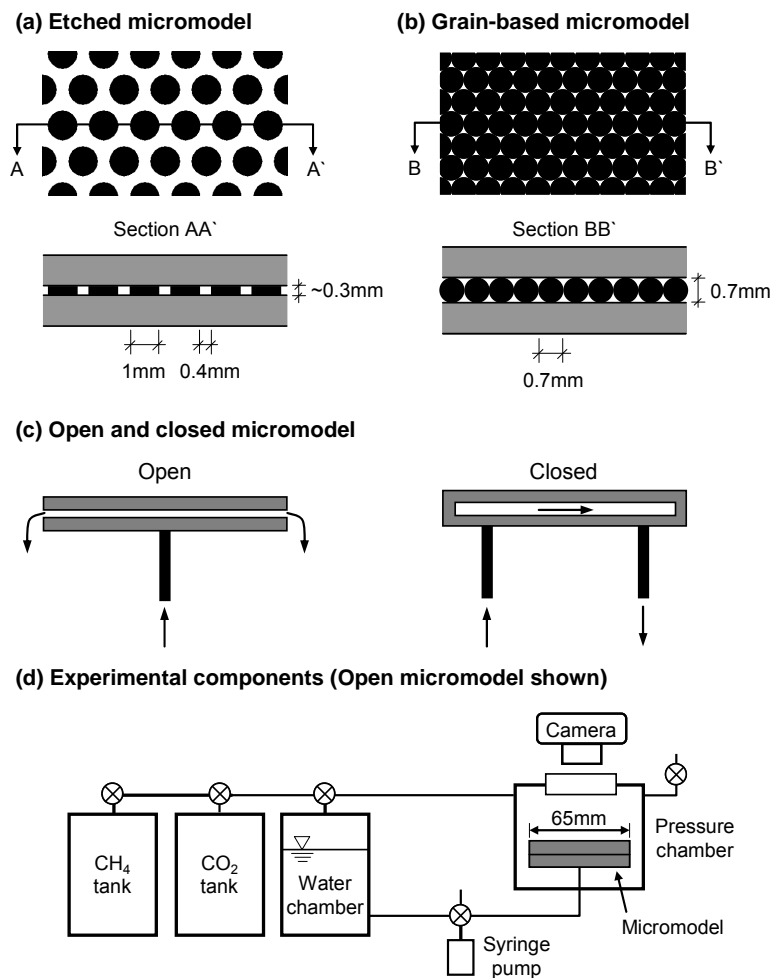 (a) Etched micromodel
(b) Grain-based micromodel
A
A`
B
B`
Section AA`
Section BB`
~0.3mm
0.7mm
1mm
0.4mm
0.7mm
(c) Open and closed micromodel
Open
Closed
(d) Experimental components (Open micromodel shown)
Camera
65mm
Pressure
chamber
CH4
tank
CO2
tank
Water
chamber
Micromodel
Syringe
pump